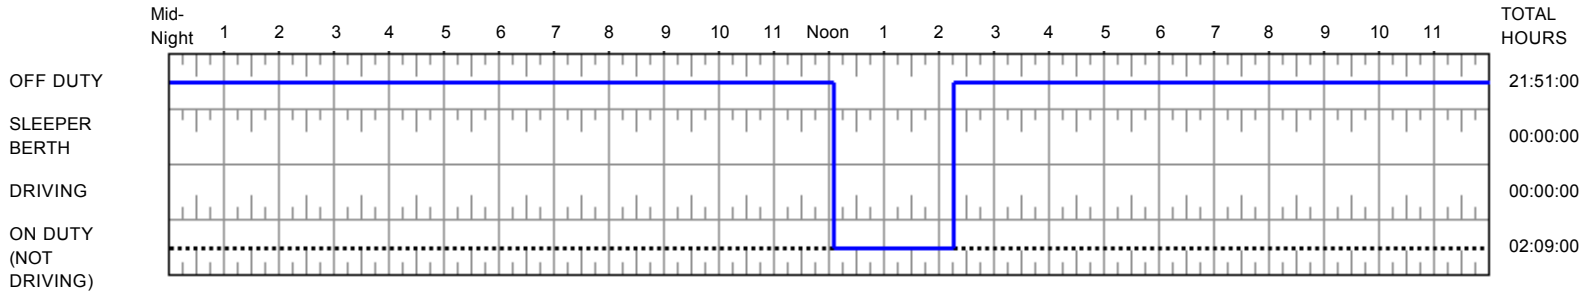 Mid-
Night 1 2 3 4 5 6 7 8 9 10 11 Noon 1 2 3 4 5 6 7 8 9 10 11
TOTAL
HOURS
OFF DUTY 21:51:00
SLEEPER
BERTH 00:00:00
DRIVING 00:00:00
ON DUTY
(NOT
DRIVING) 02:09:00